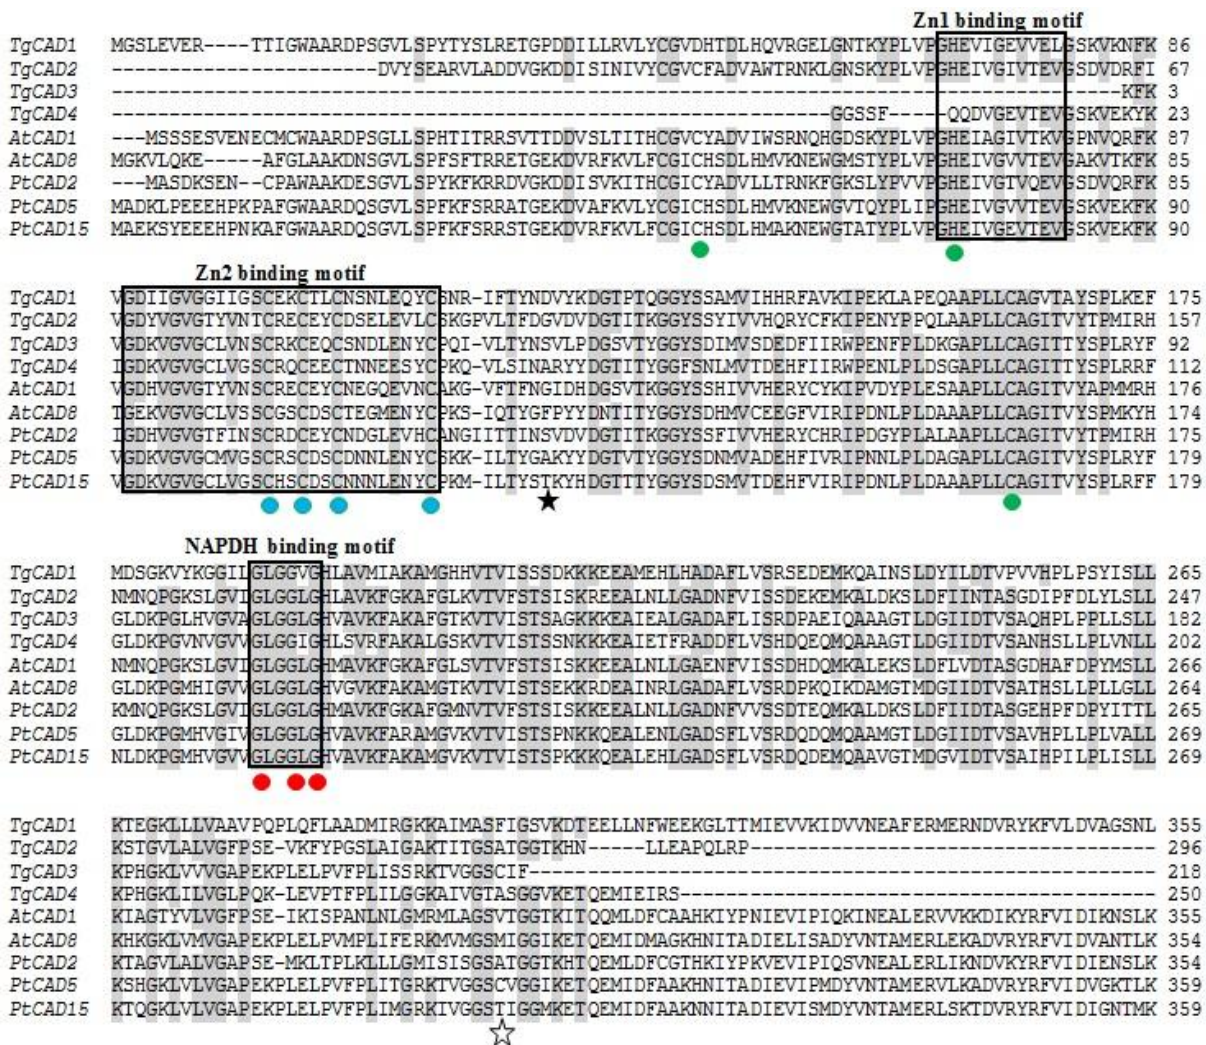 Zn1 binding motif
TgCAD1 MGSLEVER----TTIGWAARDPSGVLSPYTYSLRETGPDDILLRVLYCGVDHTDLHQVRGELGNTKYPLVPGHEVIGEVVELGSKVKNFK 86
TgCAD2 -----------------------DVYSEARVLADDVGKDDISINIVYCGVCFADVAWTRNKLGNSKYPLVPGHEIVGIVTEVGSDVDRFI 67
TgCAD3 ---------------------------------------------------------------------------------------KFK 3
TgCAD4 --------------------------------------------------------------GGSSF-----QQDVGEVTEVGSKVEKYK 23
AtCAD1 ---MSSSESVENECMCWAARDPSGLLSPHTITRRSVTTDDVSLTITHCGVCYADVIWSRNQHGDSKYPLVPGHEIAGIVTKVGPNVQRFK 87
AtCAD8 MGKVLQKE-----AFGLAAKDNSGVLSPFSFTRRETGEKDVRFKVLFCGICHSDLHMVKNEWGMSTYPLVPGHEIVGVVTEVGAKVTKFK 85
PtCAD2 ---MASDKSEN--CPAWAAKDESGVLSPYKFKRRDVGKDDISVKITHCGICYADVLLTRNKFGKSLYPVVPGHEIVGTVQEVGSDVQRFK 85
PtCAD5 MADKLPEEEHPKPAFGWAARDQSGVLSPFKFSRRATGEKDVAFKVLYCGICHSDLHMVKNEWGVTQYPLIPGHEIVGVVTEVGSKVEKFK 90
PtCAD15 MAEKSYEEEHPNKAFGWAARDQSGVLSPFKFSRRSTGEKDVRFKVLFCGICHSDLHMAKNEWGTATYPLVPGHEIVGEVTEVGSKVEKFK 90
Zn2 binding motif
TgCAD1 VGDIIGVGGIIGSCEKCTLCNSNLEQYCSNR-IFTYNDVYKDGTPTQGGYSSAMVIHHRFAVKIPEKLAPEQAAPLLCAGVTAYSPLKEF 175
TgCAD2 VGDYVGVGTYVNTCRECEYCDSELEVLCSKGPVLTFDGVDVDGTITKGGYSSYIVVHQRYCFKIPENYPPQLAAPLLCAGITVYTPMIRH 157
TgCAD3 VGDKVGVGCLVNSCRKCEQCSNDLENYCPQI-VLTYNSVLPDGSVTYGGYSDIMVSDEDFIIRWPENFPLDKGAPLLCAGITTYSPLRYF 92
TgCAD4 IGDKVGVGCLVGSCRQCEECTNNEESYCPKQ-VLSINARYYDGTITYGGFSNLMVTDEHFIIRWPENLPLDSGAPLLCAGITTYSPLRRF 112
AtCAD1 VGDHVGVGTYVNSCRECEYCNEGQEVNCAKG-VFTFNGIDHDGSVTKGGYSSHIVVHERYCYKIPVDYPLESAAPLLCAGITVYAPMMRH 176
AtCAD8 TGEKVGVGCLVSSCGSCDSCTEGMENYCPKS-IQTYGFPYYDNTITYGGYSDHMVCEEGFVIRIPDNLPLDAAAPLLCAGITVYSPMKYH 174
PtCAD2 IGDHVGVGTFINSCRDCEYCNDGLEVHCANGIITTINSVDVDGTITKGGYSSFIVVHERYCHRIPDGYPLALAAPLLCAGITVYTPMIRH 175
PtCAD5 VGDKVGVGCMVGSCRSCDSCDNNLENYCSKK-ILTYGAKYYDGTVTYGGYSDNMVADEHFIVRIPNNLPLDAGAPLLCAGITVYSPLRYF 179
PtCAD15 VGDKVGVGCLVGSCHSCDSCNNNLENYCPKM-ILTYSTKYHDGTITYGGYSDSMVTDEHFIVRIPDNLPLDAAAPLLCAGITVYSPLRFF 179
NAPDH binding motif
TgCAD1 MDSGKVYKGGILGLGGVGHLAVMIAKAMGHHVTVISSSDKKKEEAMEHLHADAFLVSRSEDEMKQAINSLDYILDTVPVVHPLPSYISLL 265
TgCAD2 NMNQPGKSLGVIGLGGLGHLAVKFGKAFGLKVTVFSTSISKREEALNLLGADNFVISSDEKEMKALDKSLDFIINTASGDIPFDLYLSLL 247
TgCAD3 GLDKPGLHVGVAGLGGLGHVAVKFAKAFGTKVTVISTSAGKKKEAIEALGADAFLISRDPAEIQAAAGTLDGIIDTVSAQHPLPPLLSLL 182
TgCAD4 GLDKPGVNVGVVGLGGIGHLSVRFAKALGSKVTVISSSNKKKEAIETFRADDFLVSHDQEQMQAAAGTLDGIIDTVSANHSLLPLVNLL 202
AtCAD1 NMNQPGKSLGVIGLGGLGHMAVKFGKAFGLSVTVFSTSISKKEEALNLLGAENFVISSDHDQMKALEKSLDFLVDTASGDHAFDPYMSLL 266
AtCAD8 GLDKPGMHIGVVGLGGLGHVGVKFAKAMGTKVTVISTSEKKRDEAINRLGADAFLVSRDPKQIKDAMGTMDGIIDTVSATHSLLPLLGLL 264
PtCAD2 KMNQPGKSLGVIGLGGLGHMAVKFGKAFGMNVTVFSTSISKKEEALNLLGADNFVVSSDTEQMKALDKSLDFIIDTASGEHPFDPYITTL 265
PtCAD5 GLDKPGMHVGIVGLGGLGHVAVKFARAMGVKVTVISTSPNKKQEALENLGADSFLVSRDQDQMQAAMGTLDGIIDTVSAVHPLLPLVALL 269
PtCAD15 NLDKPGMHVGVVGLGGLGHVAVKFAKAMGVKVTVISTSPKKKQEALEHLGADSFLVSRDQDEMQAAVGTMDGVIDTVSAIHPILPLISLL 269
TgCAD1 KTEGKLLLVAAVPQPLQFLAADMIRGKKAIMASFIGSVKDTEELLNFWEEKGLTTMIEVVKIDVVNEAFERMERNDVRYKFVLDVAGSNL 355
TgCAD2 KSTGVLALVGFPSE-VKFYPGSLAIGAKTITGSATGGTKHN-----LLEAPQLRP----------------------------------- 296
TgCAD3 KPHGKLVVVGAPEKPLELPVFPLISSRKTVGGSCIF------------------------------------------------------ 218
TgCAD4 KPHGKLILVGLPQK-LEVPTFPLILGGKAIVGTASGGVKETQEMIEIRS----------------------------------------- 250
AtCAD1 KIAGTYVLVGFPSE-IKISPANLNLGMRMLAGSVTGGTKITQQMLDFCAAHKIYPNIEVIPIQKINEALERVVKKDIKYRFVIDIKNSLK 355
AtCAD8 KHKGKLVMVGAPEKPLELPVMPLIFERKMVMGSMIGGIKETQEMIDMAGKHNITADIELISADYVNTAMERLEKADVRYRFVIDVANTLK 354
PtCAD2 KTAGVLALVGAPSE-MKLTPLKLLLGMISISGSATGGTKHTQEMLDFCGTHKIYPKVEVIPIQSVNEALERLIKNDVKYRFVIDIENSLK 354
PtCAD5 KSHGKLVLVGAPEKPLELPVFPLITGRKTVGGSCVGGIKETQEMIDFAAKHNITADIEVIPMDYVNTAMERVLKADVRYRFVIDVGKTLK 359
PtCAD15 KTQGKLVLVGAPEKPLELPVFPLIMGRKIVGGSTIGGMKETQEMIDFAAKNNITADIEVISMDYVNTAMERLSKTDVRYRFVIDIGNTMK 359